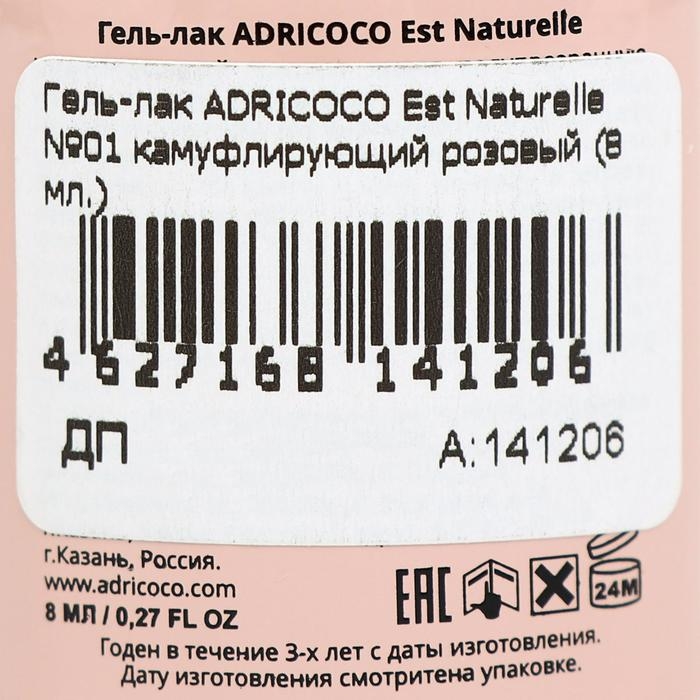 Гель-лак ADRICOCO Est Naturelle
Гель-лак ADRICOCO Est Naturelle
№01 камуфлирующий розовый (8
мл.)
4 627168 141206
ДП
A:141206
г.Казань, Россия.
www.adricoco.com
8 МЛ / 0,27 FL OZ
EAC
24M
Годен в течение 3-х лет с даты изготовления.
Дату изготовления смотрите на упаковке.